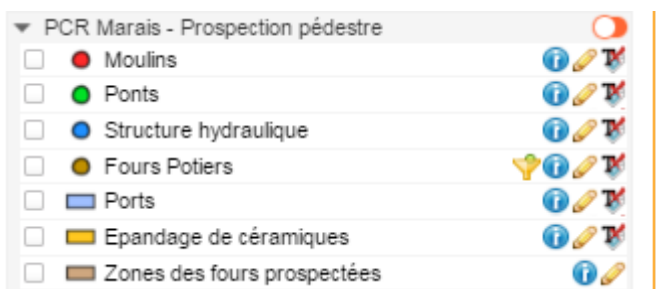 PCR Marais - Prospection pédestre
Moulins
Ponts
Structure hydraulique
Fours Potiers
Ports
Epandage de céramiques
Zones des fours prospectées